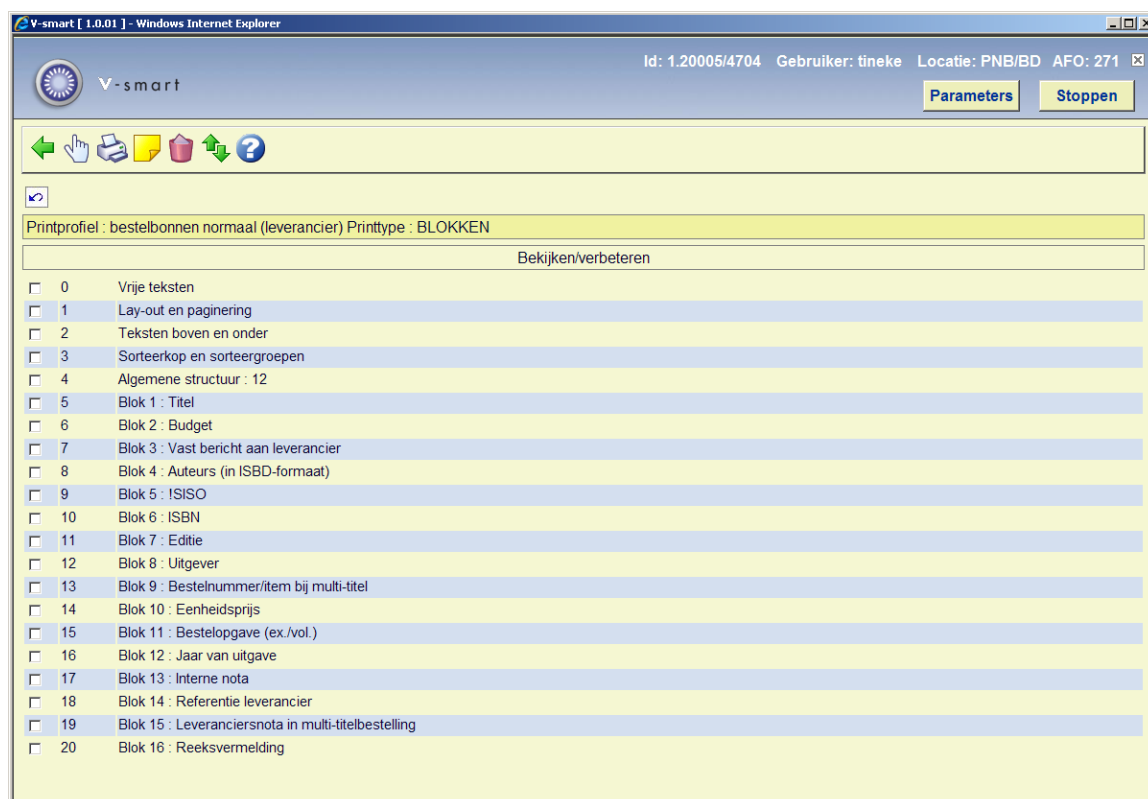 V-smart [ 1.0.01 ] - Windows Internet Explorer
Id: 1.20005/4704 Gebruiker: tineke Locatie: PNB/BD AFO: 271
V-smart
Parameters Stoppen
Printprofiel : bestelbonnen normaal (leverancier) Printtype : BLOKKEN
Bekijken/verbeteren
0 Vrije teksten
1 Lay-out en paginering
2 Teksten boven en onder
3 Sorteerkop en sorteergroepen
4 Algemene structuur : 12
5 Blok 1 : Titel
6 Blok 2 : Budget
7 Blok 3 : Vast bericht aan leverancier
8 Blok 4 : Auteurs (in ISBD-formaat)
9 Blok 5 : !SISO
10 Blok 6 : ISBN
11 Blok 7 : Editie
12 Blok 8 : Uitgever
13 Blok 9 : Bestelnummer/item bij multi-titel
14 Blok 10 : Eenheidsprijs
15 Blok 11 : Bestelopgave (ex./vol.)
16 Blok 12 : Jaar van uitgave
17 Blok 13 : Interne nota
18 Blok 14 : Referentie leverancier
19 Blok 15 : Leveranciersnota in multi-titelbestelling
20 Blok 16 : Reeksvermelding